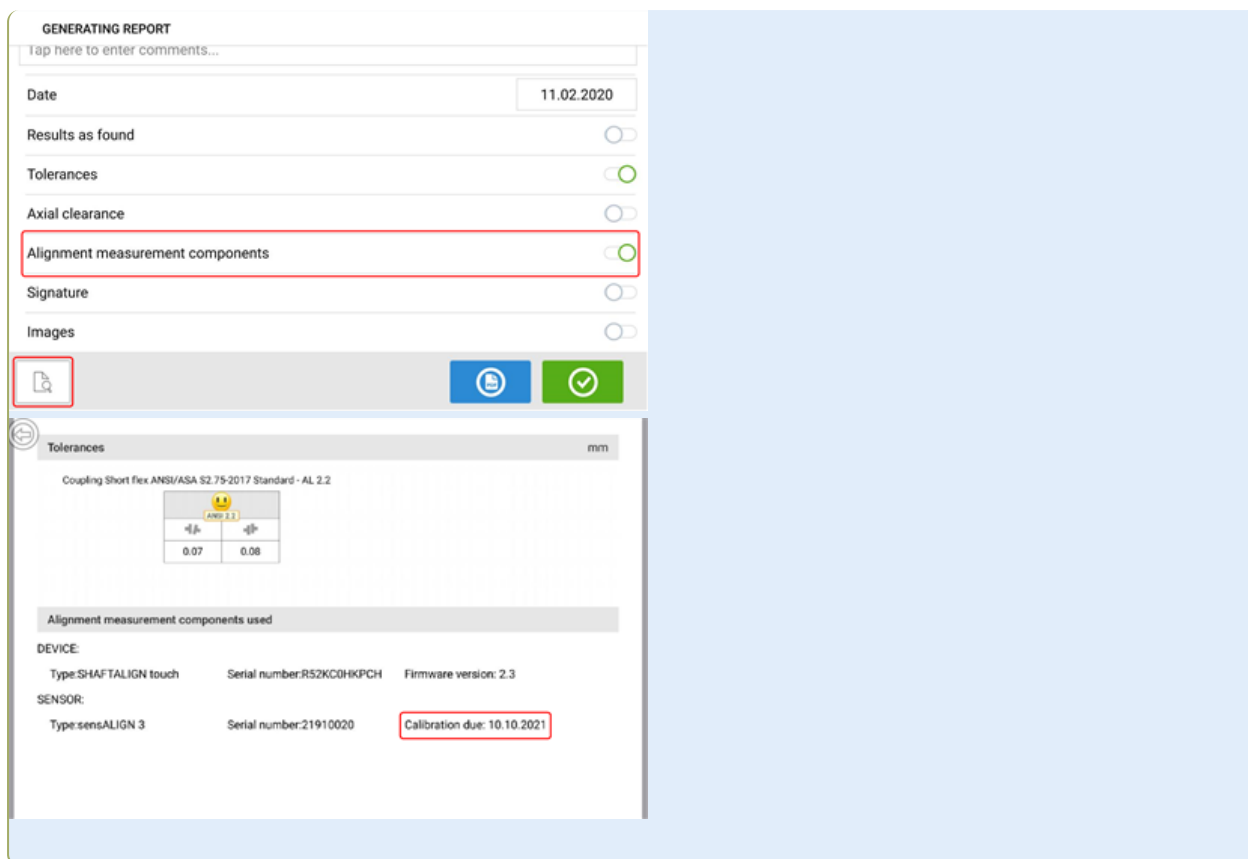 GENERATING REPORT
Tap here to enter comments...
Date 11.02.2020
Results as found
Tolerances
Axial clearance
Alignment measurement components
Signature
Images
Tolerances mm
Coupling Short flex ANSI/ASA S2.75-2017 Standard - AL 2.2
ANSI 2.2
0.07 0.08
Alignment measurement components used
DEVICE:
Type:SHAFTALIGN touch Serial number:R52KC0HKPCH Firmware version: 2.3
SENSOR:
Type:sensALIGN 3 Serial number:21910020 Calibration due: 10.10.2021